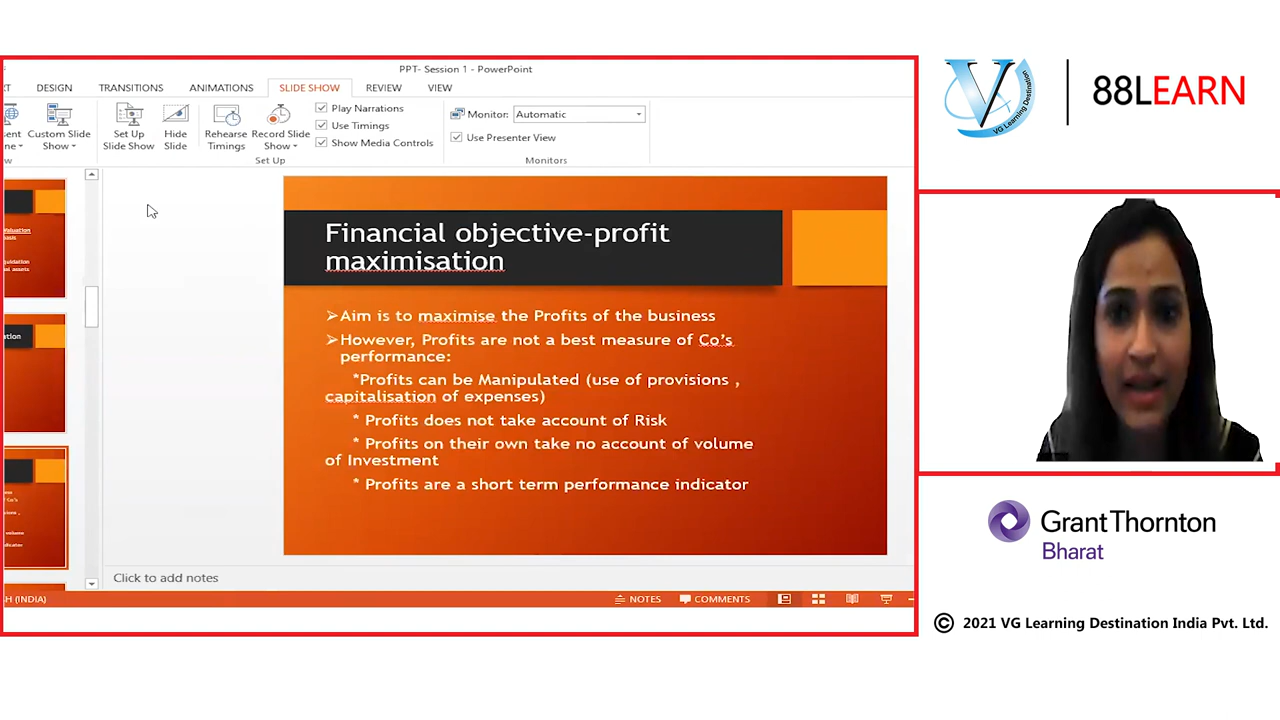 PPT- Session 1 - PowerPoint
DESIGN TRANSITIONS ANIMATIONS SLIDE SHOW REVIEW VIEW
Custom Slide Show
Set Up Slide Show
Hide Slide
Rehearse Timings
Record Slide Show
Play Narrations
Use Timings
Show Media Controls
Set Up
Monitor: Automatic
Use Presenter View
Monitors
Financial objective-profit
maximisation
➢Aim is to maximise the Profits of the business
➢However, Profits are not a best measure of Co's
performance:
*Profits can be Manipulated (use of provisions ,
capitalisation of expenses)
* Profits does not take account of Risk
* Profits on their own take no account of volume
of Investment
* Profits are a short term performance indicator
Click to add notes
(INDIA)
NOTES COMMENTS
V
VG Learning Destination
88LEARN
Grant Thornton
Bharat
© 2021 VG Learning Destination India Pvt. Ltd.